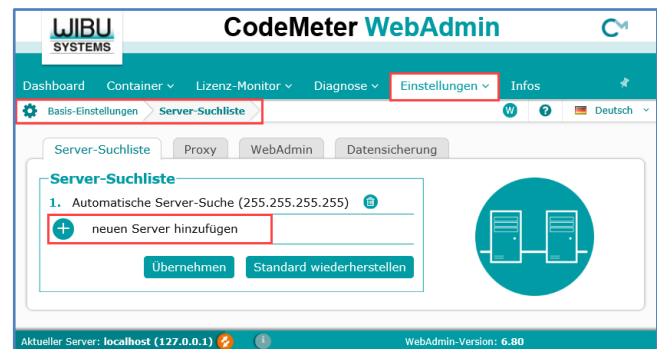 WIBU
SYSTEMS
CodeMeter WebAdmin
Dashboard Container Lizenz-Monitor Diagnose Einstellungen Infos
Basis-Einstellungen Server-Suchliste W ? Deutsch
Server-Suchliste Proxy WebAdmin Datensicherung
Server-Suchliste
1. Automatische Server-Suche (255.255.255.255)
neuen Server hinzufügen
Übernehmen Standard wiederherstellen
Aktueller Server: localhost (127.0.0.1) WebAdmin-Version: 6.80